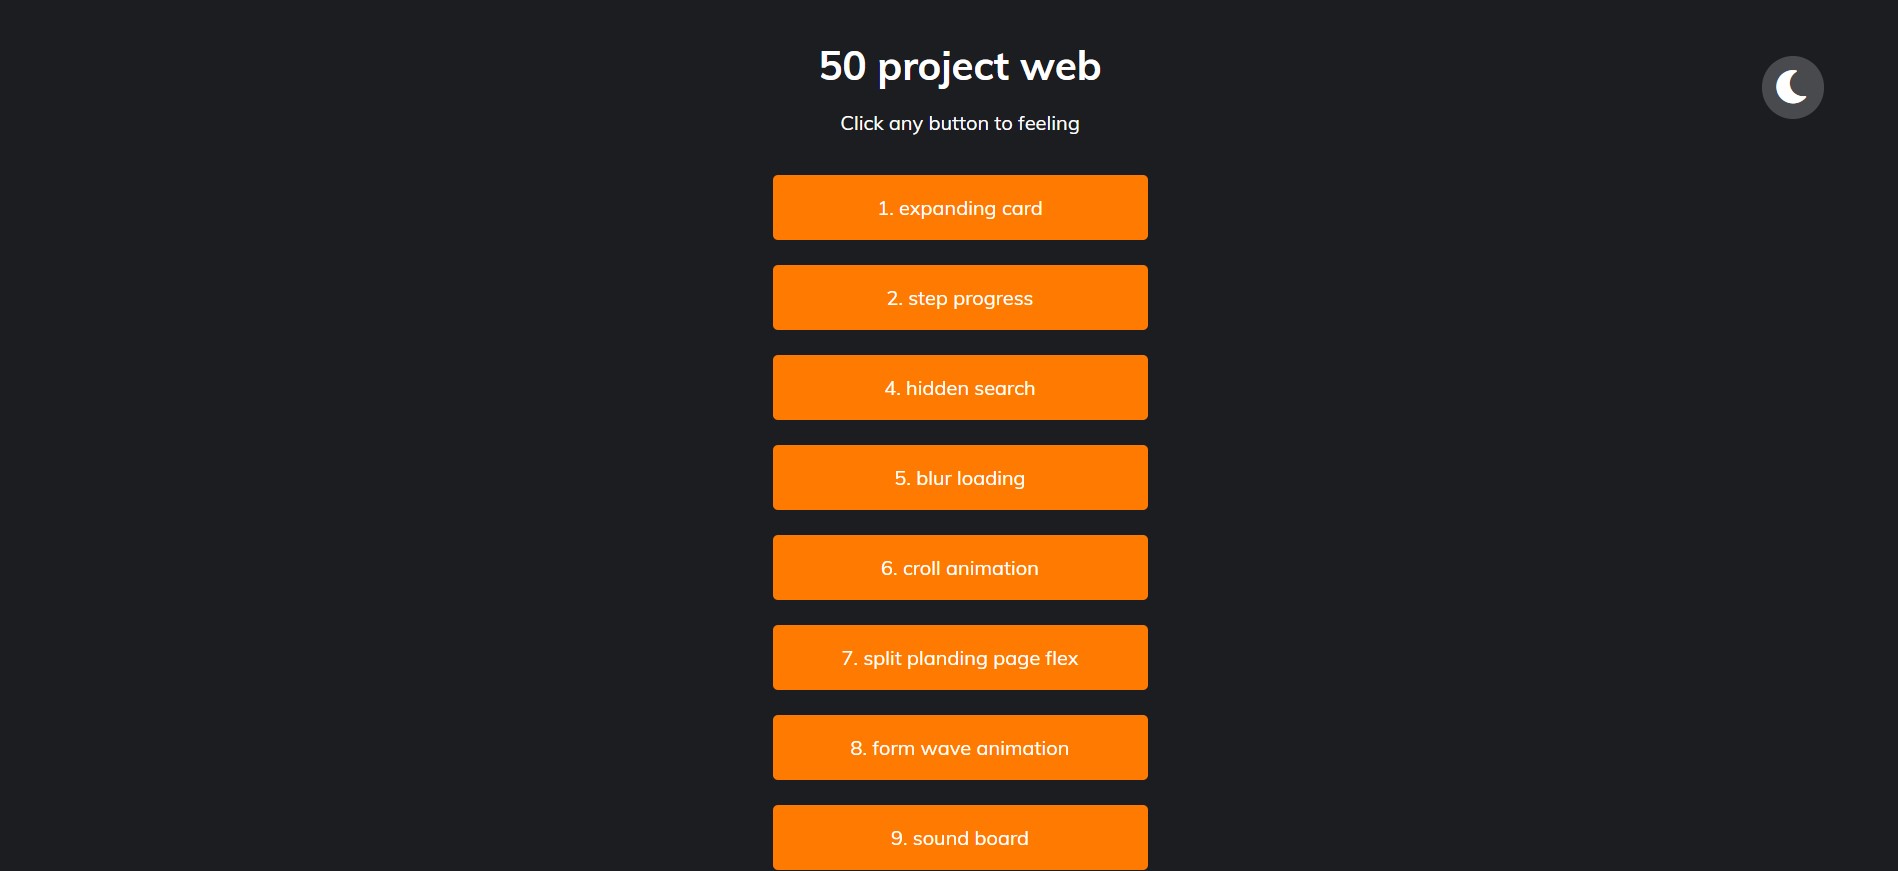 50 project web
Click any button to feeling
1. expanding card
2. step progress
4. hidden search
5. blur loading
6. croll animation
7. split planding page flex
8. form wave animation
9. sound board